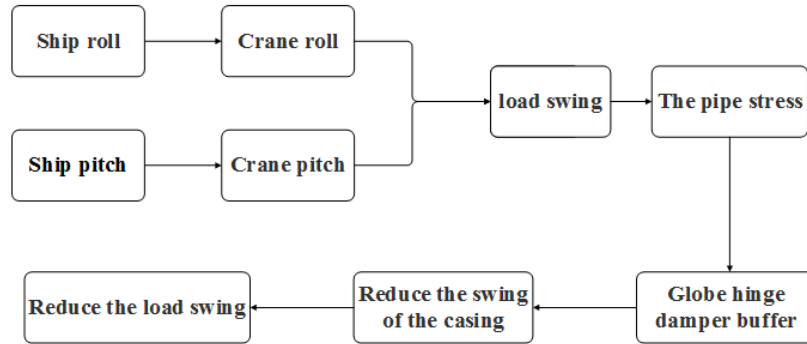 Ship roll
Crane roll
load swing
The pipe stress
Ship pitch
Crane pitch
Reduce the load swing
Reduce the swing
of the casing
Globe hinge
damper buffer